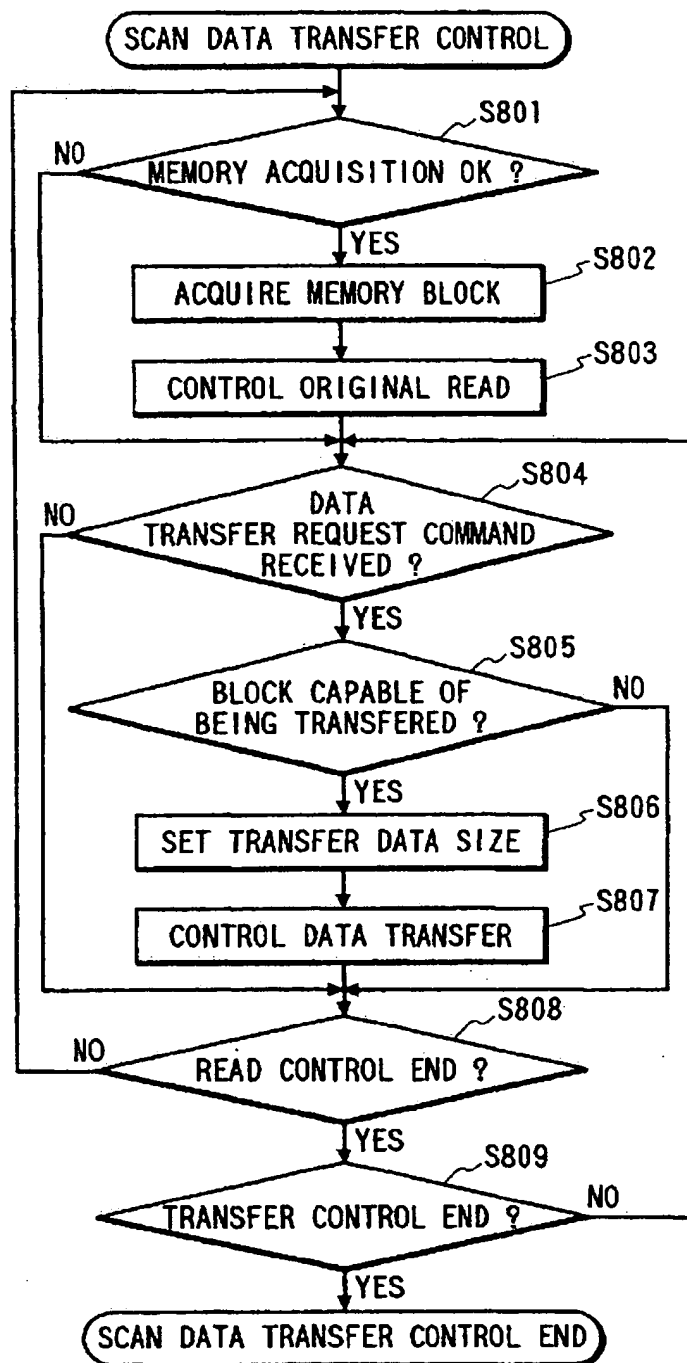 SCAN DATA TRANSFER CONTROL
S801
NO
MEMORY ACQUISITION OK ?
YES
S802
ACQUIRE MEMORY BLOCK
S803
CONTROL ORIGINAL READ
S804
NO
DATA
TRANSFER REQUEST COMMAND
RECEIVED ?
YES
S805
BLOCK CAPABLE OF
BEING TRANSFERED ?
NO
YES
S806
SET TRANSFER DATA SIZE
S807
CONTROL DATA TRANSFER
S808
NO
READ CONTROL END ?
YES
S809
TRANSFER CONTROL END ?
NO
YES
SCAN DATA TRANSFER CONTROL END